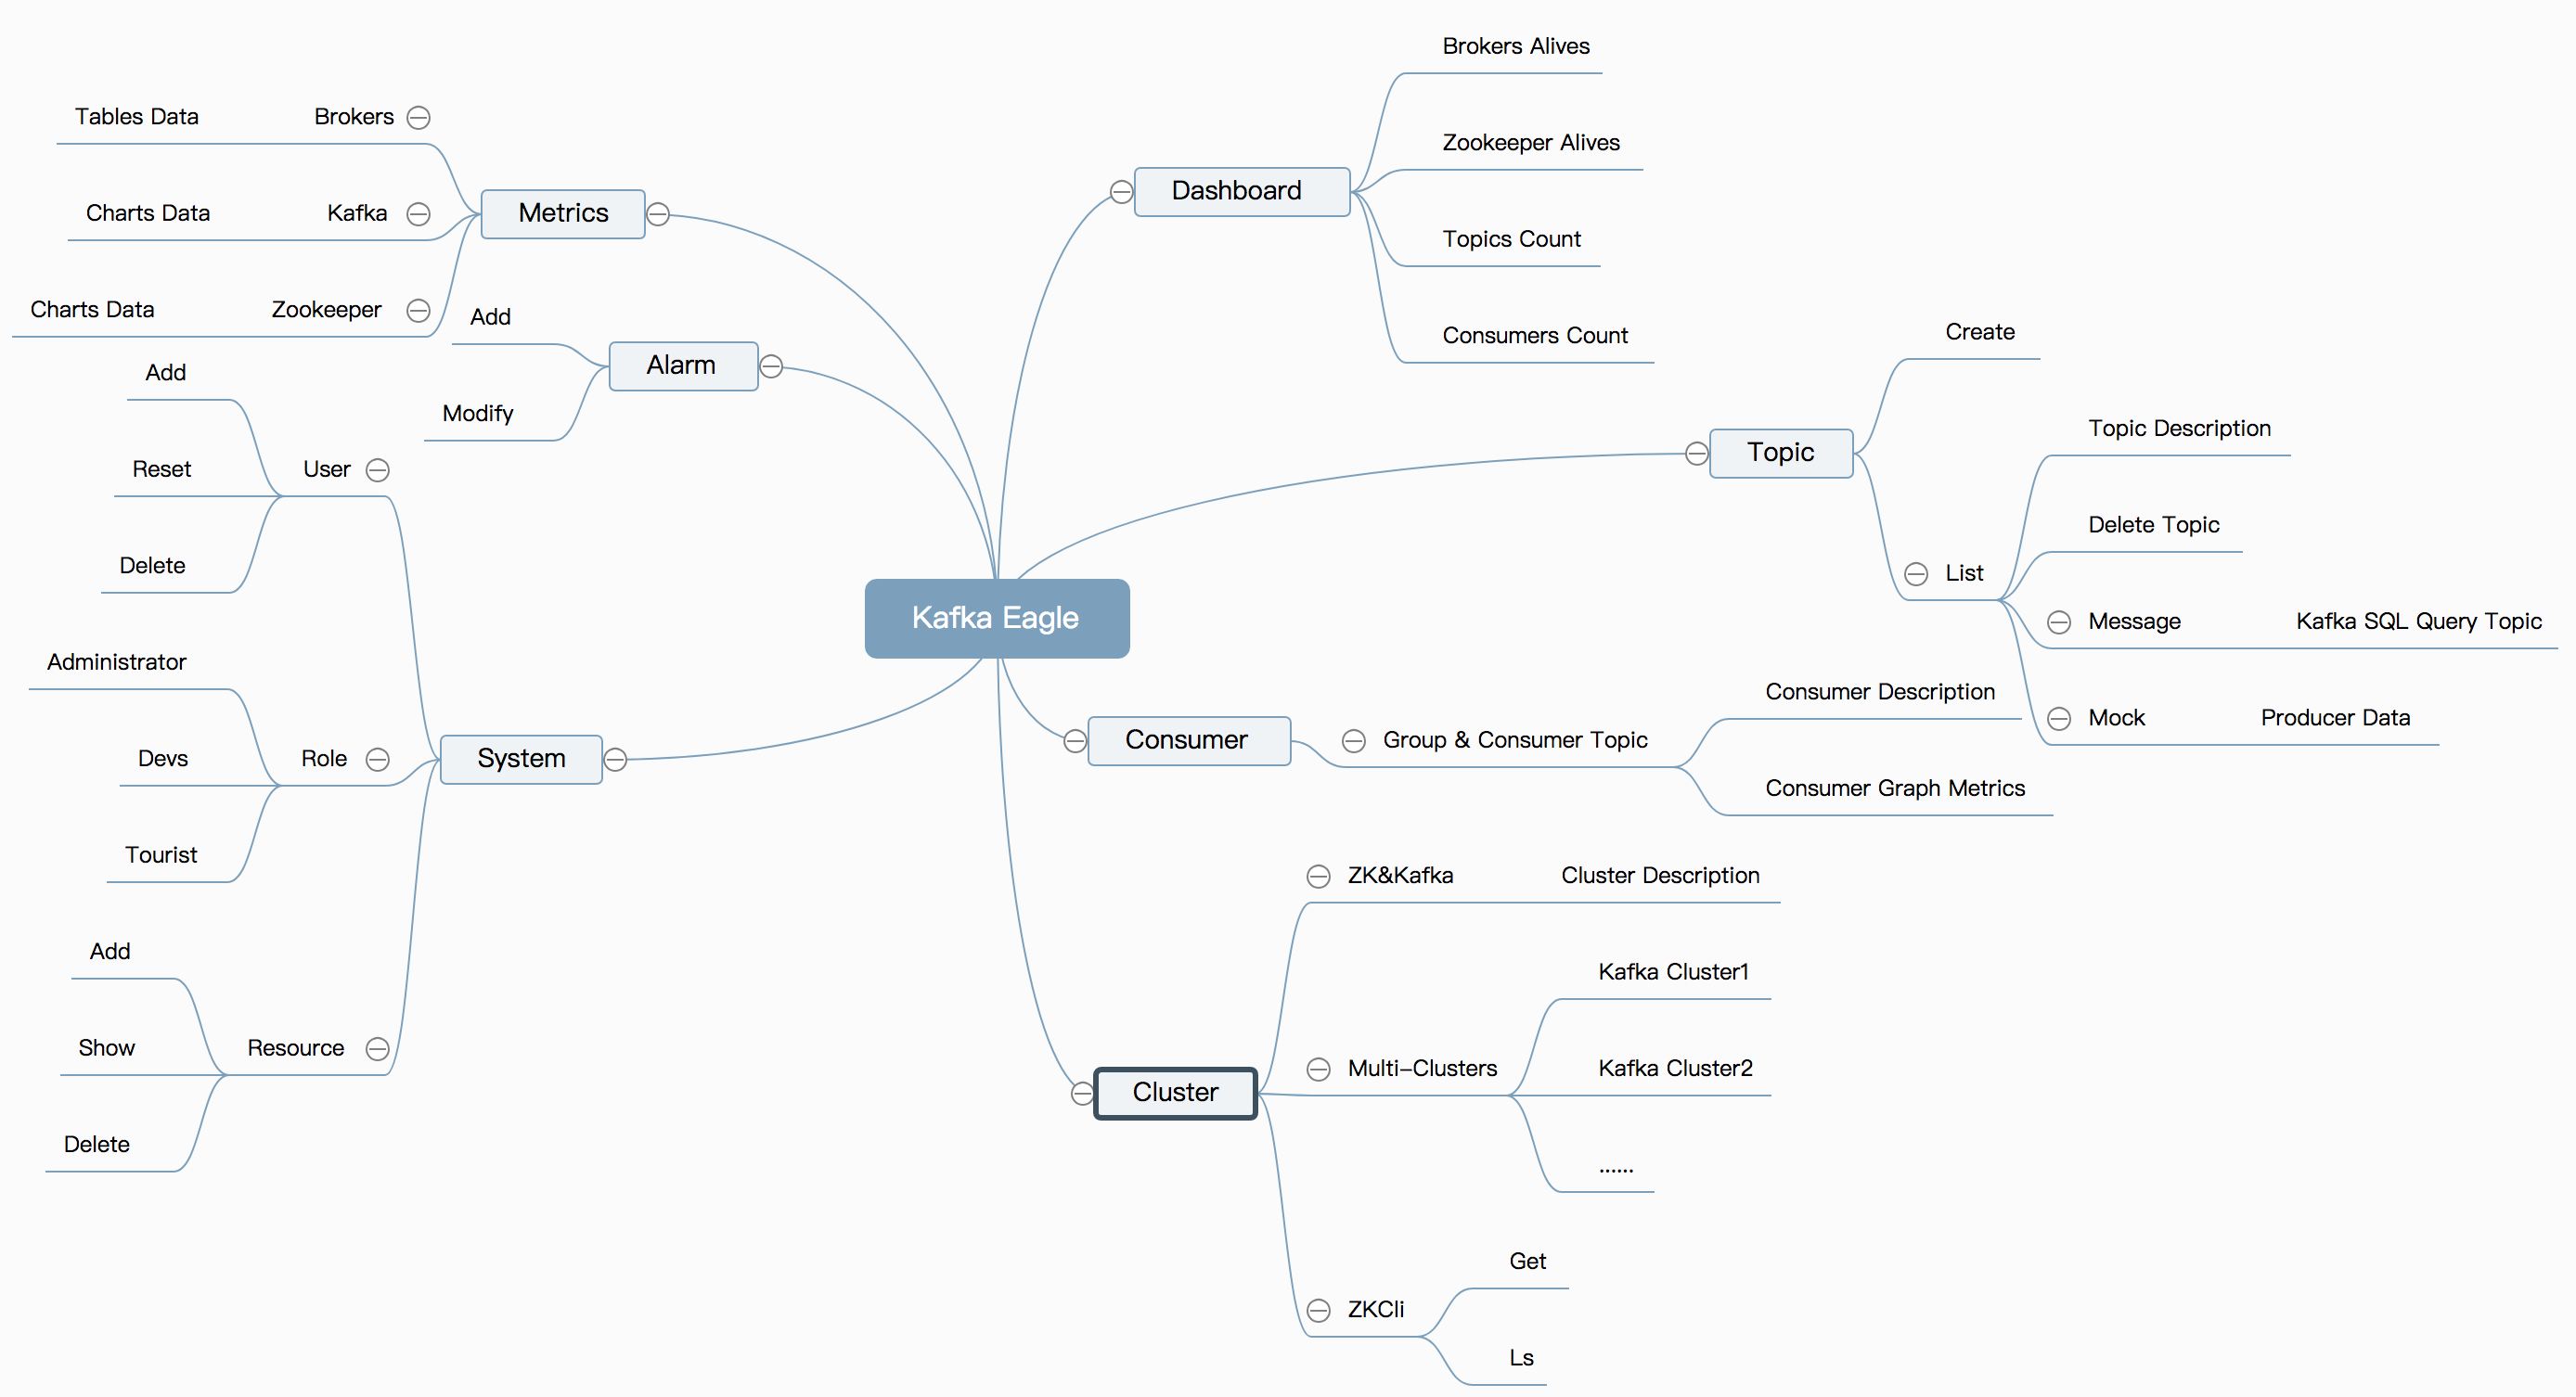 Kafka Eagle
Dashboard
Brokers Alives
Zookeeper Alives
Topics Count
Consumers Count
Topic
Create
List
Topic Description
Delete Topic
Message
Kafka SQL Query Topic
Mock
Producer Data
Consumer
Group & Consumer Topic
Consumer Description
Consumer Graph Metrics
Cluster
ZK&Kafka
Cluster Description
Multi-Clusters
Kafka Cluster1
Kafka Cluster2
......
ZKCli
Get
Ls
Metrics
Brokers
Tables Data
Kafka
Charts Data
Zookeeper
Charts Data
Alarm
Add
Modify
System
User
Add
Reset
Delete
Role
Administrator
Devs
Tourist
Resource
Add
Show
Delete